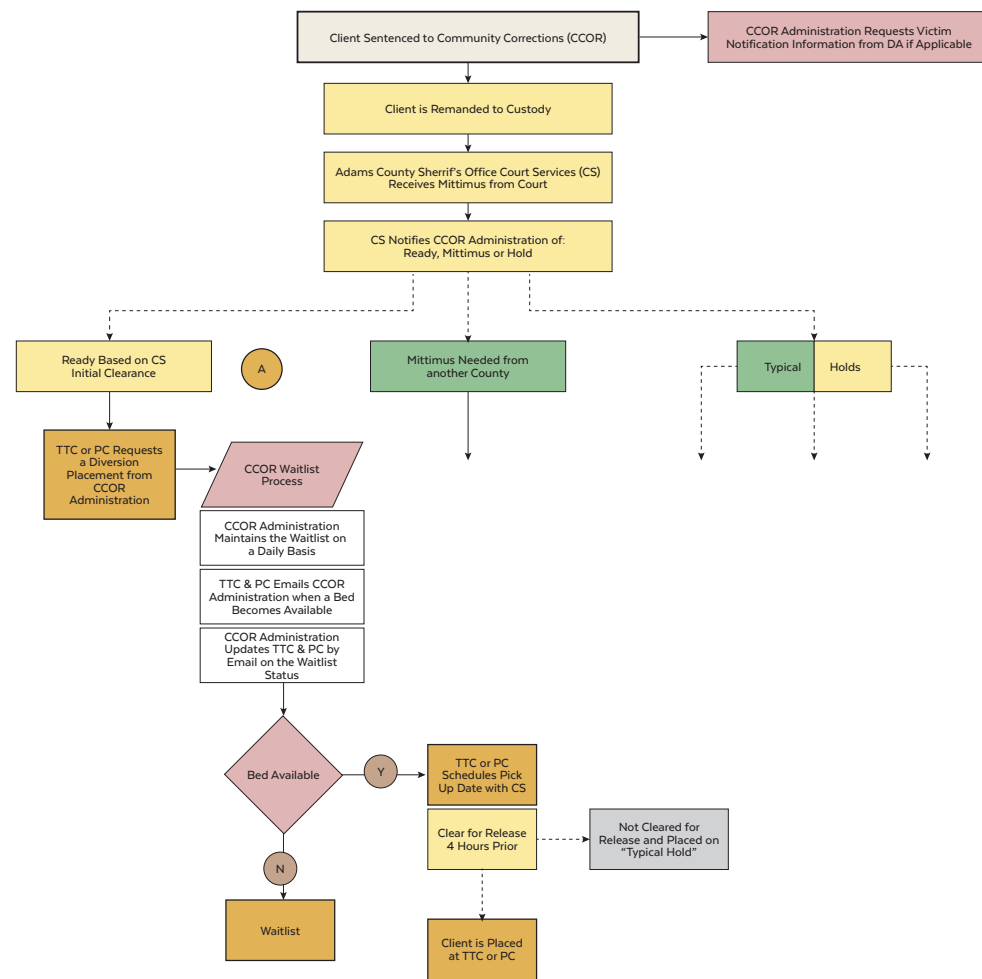 Client Sentenced to Community Corrections (CCOR)
CCOR Administration Requests Victim
Notification Information from DA if Applicable
Client is Remanded to Custody
Adams County Sherrif's Office Court Services (CS)
Receives Mittimus from Court
CS Notifies CCOR Administration of:
Ready, Mittimus or Hold
Ready Based on CS
Initial Clearance
A
Mittimus Needed from
another County
Typical
Holds
TTC or PC Requests
a Diversion
Placement from
CCOR
Administration
CCOR Waitlist
Process
CCOR Administration
Maintains the Waitlist on
a Daily Basis
TTC & PC Emails CCOR
Administration when a Bed
Becomes Available
CCOR Administration
Updates TTC & PC by
Email on the Waitlist
Status
Bed Available
Y
TTC or PC
Schedules Pick
Up Date with CS
Clear for Release
4 Hours Prior
Not Cleared for
Release and Placed on
“Typical Hold”
N
Waitlist
Client is Placed
at TTC or PC